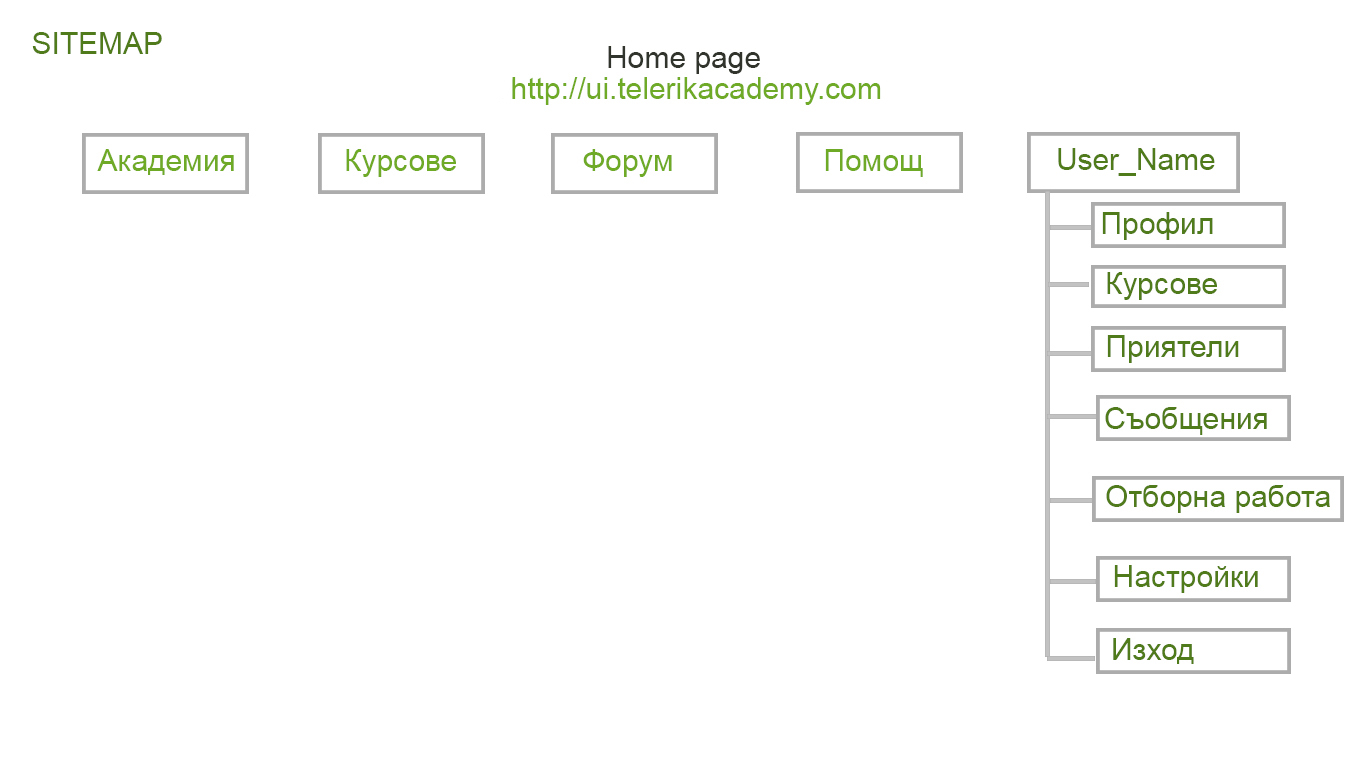 SITEMAP
Home page
http://ui.telerikacademy.com
Академия
Курсове
Форум
Помощ
User_Name
Профил
Курсове
Приятели
Съобщения
Отборна работа
Настройки
Изход